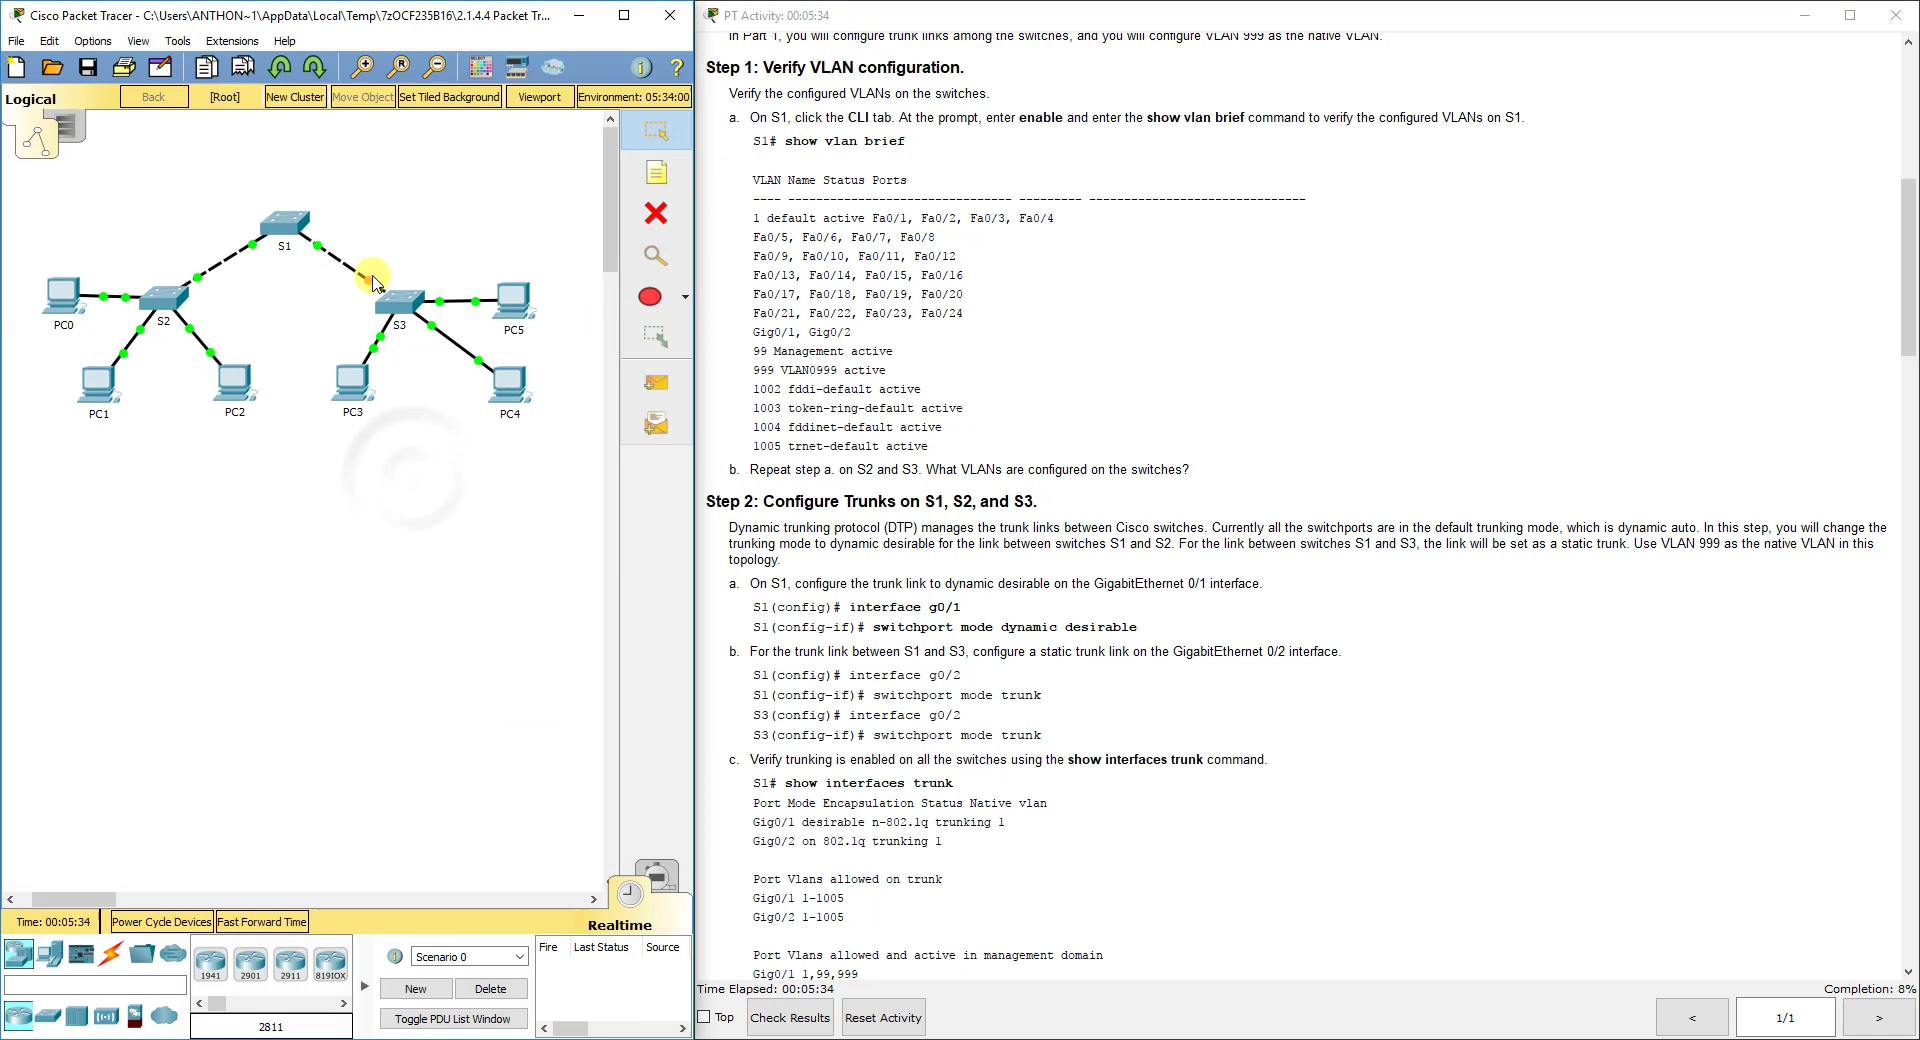 Cisco Packet Tracer - C:\Users\ANTHON~1\AppData\Local\Temp\7zOCF235B16\2.1.4.4 Packet Tr...
File Edit Options View Tools Extensions Help
Logical
Back
[Root]
New Cluster
Move Object
Set Tiled Background
Viewport
Environment: 05:34:00
S1
PC0
S2
S3
PC5
PC1
PC2
PC3
PC4
Time: 00:05:34
Power Cycle Devices
Fast Forward Time
Realtime
1941
2901
2911
819IOX
2811
Scenario 0
New
Delete
Toggle PDU List Window
Fire
Last Status
Source
PT Activity: 00:05:34
In Part 1, you will configure trunk links among the switches, and you will configure VLAN 999 as the native VLAN.
Step 1: Verify VLAN configuration.
Verify the configured VLANs on the switches.
a. On S1, click the CLI tab. At the prompt, enter enable and enter the show vlan brief command to verify the configured VLANs on S1.
S1# show vlan brief
VLAN Name Status Ports
---- -------------------------------- --------- -------------------------------
1 default active Fa0/1, Fa0/2, Fa0/3, Fa0/4
Fa0/5, Fa0/6, Fa0/7, Fa0/8
Fa0/9, Fa0/10, Fa0/11, Fa0/12
Fa0/13, Fa0/14, Fa0/15, Fa0/16
Fa0/17, Fa0/18, Fa0/19, Fa0/20
Fa0/21, Fa0/22, Fa0/23, Fa0/24
Gig0/1, Gig0/2
99 Management active
999 VLAN0999 active
1002 fddi-default active
1003 token-ring-default active
1004 fddinet-default active
1005 trnet-default active
b. Repeat step a. on S2 and S3. What VLANs are configured on the switches?
Step 2: Configure Trunks on S1, S2, and S3.
Dynamic trunking protocol (DTP) manages the trunk links between Cisco switches. Currently all the switchports are in the default trunking mode, which is dynamic auto. In this step, you will change the
trunking mode to dynamic desirable for the link between switches S1 and S2. For the link between switches S1 and S3, the link will be set as a static trunk. Use VLAN 999 as the native VLAN in this
topology.
a. On S1, configure the trunk link to dynamic desirable on the GigabitEthernet 0/1 interface.
S1(config)# interface g0/1
S1(config-if)# switchport mode dynamic desirable
b. For the trunk link between S1 and S3, configure a static trunk link on the GigabitEthernet 0/2 interface.
S1(config)# interface g0/2
S1(config-if)# switchport mode trunk
S3(config)# interface g0/2
S3(config-if)# switchport mode trunk
c. Verify trunking is enabled on all the switches using the show interfaces trunk command.
S1# show interfaces trunk
Port Mode Encapsulation Status Native vlan
Gig0/1 desirable n-802.1q trunking 1
Gig0/2 on 802.1q trunking 1
Port Vlans allowed on trunk
Gig0/1 1-1005
Gig0/2 1-1005
Port Vlans allowed and active in management domain
Gig0/1 1,99,999
Time Elapsed: 00:05:34
Completion: 8%
Top
Check Results
Reset Activity
<
1/1
>